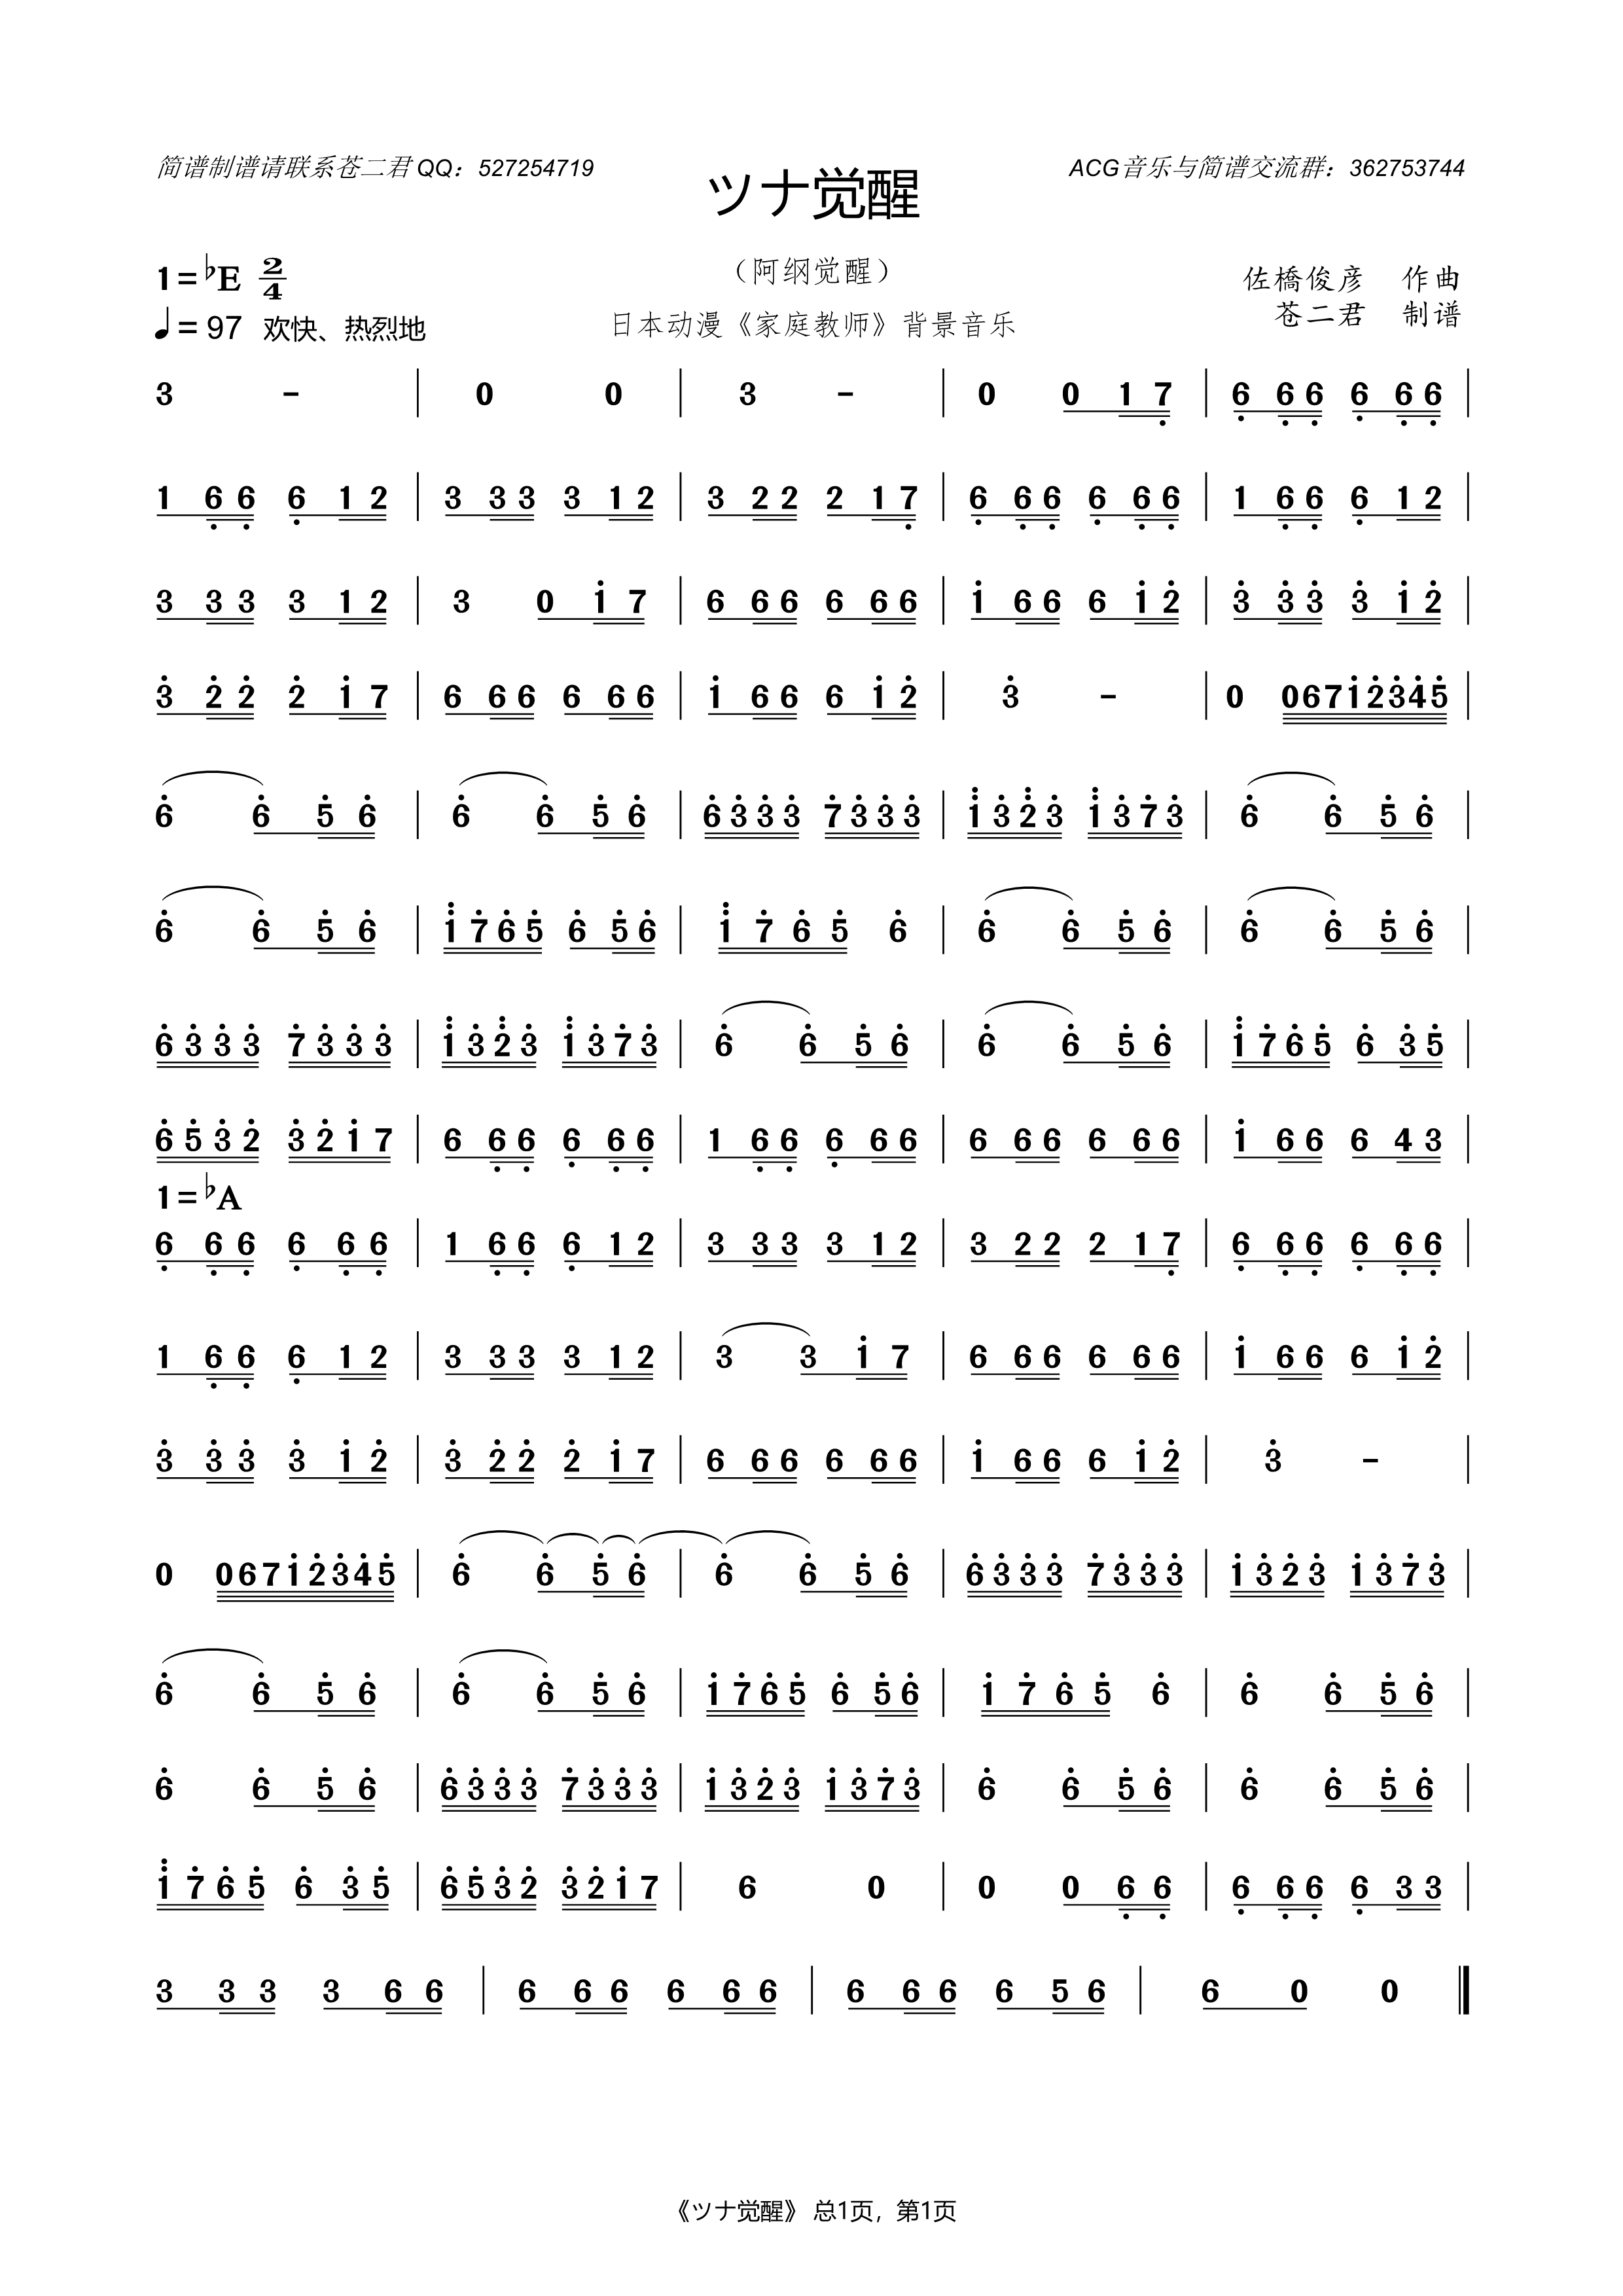 简谱制谱请联系苍二君 QQ：527254719
ACG音乐与简谱交流群：362753744
ツナ觉醒
（阿纲觉醒）
日本动漫《家庭教师》背景音乐
1=♭E 2/4
♩=97 欢快、热烈地
佐橋俊彦 作曲
苍二君 制谱
3 - | 0 0 | 3 - | 0 0 1 7̣ | 6̣ 6̣ 6̣ 6̣ 6̣ 6̣ |
1 6̣ 6̣ 6̣ 1 2 | 3 3 3 3 1 2 | 3 2 2 2 1 7̣ | 6̣ 6̣ 6̣ 6̣ 6̣ 6̣ | 1 6̣ 6̣ 6̣ 1 2 |
3 3 3 3 1 2 | 3 0 1̇ 7 | 6 6 6 6 6 6 | 1̇ 6 6 6 1̇ 2̇ | 3̇ 3̇ 3̇ 3̇ 1̇ 2̇ |
3̇ 2̇ 2̇ 2̇ 1̇ 7 | 6 6 6 6 6 6 | 1̇ 6 6 6 1̇ 2̇ | 3̇ - | 0 0 6 7 1̇ 2̇ 3̇ 4̇ 5̇ |
6̇ 6̇ 5̇ 6̇ | 6̇ 6̇ 5̇ 6̇ | 6̇ 3̇ 3̇ 3̇ 7̇ 3̇ 3̇ 3̇ | 1̈ 3̇ 2̈ 3̇ 1̈ 3̇ 7̇ 3̇ | 6̇ 6̇ 5̇ 6̇ |
6̇ 6̇ 5̇ 6̇ | 1̈ 7̇ 6̇ 5̇ 6̇ 5̇ 6̇ | 1̈ 7̇ 6̇ 5̇ 6̇ | 6̇ 6̇ 5̇ 6̇ | 6̇ 6̇ 5̇ 6̇ |
6̇ 3̇ 3̇ 3̇ 7̇ 3̇ 3̇ 3̇ | 1̈ 3̇ 2̈ 3̇ 1̈ 3̇ 7̇ 3̇ | 6̇ 6̇ 5̇ 6̇ | 6̇ 6̇ 5̇ 6̇ | 1̈ 7̇ 6̇ 5̇ 6̇ 3̇ 5̇ |
6̇ 5̇ 3̇ 2̇ 3̇ 2̇ 1̇ 7 | 6 6̣ 6̣ 6̣ 6̣ 6̣ | 1 6̣ 6̣ 6̣ 6 6 | 6 6 6 6 6 6 | 1̇ 6 6 6 4 3 |
1=♭A
6̣ 6̣ 6̣ 6̣ 6̣ 6̣ | 1 6̣ 6̣ 6̣ 1 2 | 3 3 3 3 1 2 | 3 2 2 2 1 7̣ | 6̣ 6̣ 6̣ 6̣ 6̣ 6̣ |
1 6̣ 6̣ 6̣ 1 2 | 3 3 3 3 1 2 | 3 3 1̇ 7 | 6 6 6 6 6 6 | 1̇ 6 6 6 1̇ 2̇ |
3̇ 3̇ 3̇ 3̇ 1̇ 2̇ | 3̇ 2̇ 2̇ 2̇ 1̇ 7 | 6 6 6 6 6 6 | 1̇ 6 6 6 1̇ 2̇ | 3̇ - |
0 0 6 7 1̇ 2̇ 3̇ 4̇ 5̇ | 6̇ 6̇ 5̇ 6̇ | 6̇ 6̇ 5̇ 6̇ | 6̇ 3̇ 3̇ 3̇ 7̇ 3̇ 3̇ 3̇ | 1̇ 3̇ 2̇ 3̇ 1̇ 3̇ 7̇ 3̇ |
6̇ 6̇ 5̇ 6̇ | 6̇ 6̇ 5̇ 6̇ | 1̇ 7̇ 6̇ 5̇ 6̇ 5̇ 6̇ | 1̇ 7̇ 6̇ 5̇ 6̇ | 6̇ 6̇ 5̇ 6̇ |
6̇ 6̇ 5̇ 6̇ | 6̇ 3̇ 3̇ 3̇ 7̇ 3̇ 3̇ 3̇ | 1̇ 3̇ 2̇ 3̇ 1̇ 3̇ 7̇ 3̇ | 6̇ 6̇ 5̇ 6̇ | 6̇ 6̇ 5̇ 6̇ |
1̈ 7̇ 6̇ 5̇ 6̇ 3̇ 5̇ | 6̇ 5̇ 3̇ 2̇ 3̇ 2̇ 1̇ 7 | 6 0 | 0 0 6̣ 6̣ | 6̣ 6̣ 6̣ 6̣ 3 3 |
3 3 3 3 6 6 | 6 6 6 6 6 6 | 6 6 6 6 5 6 | 6 0 0 ‖
《ツナ觉醒》 总1页，第1页